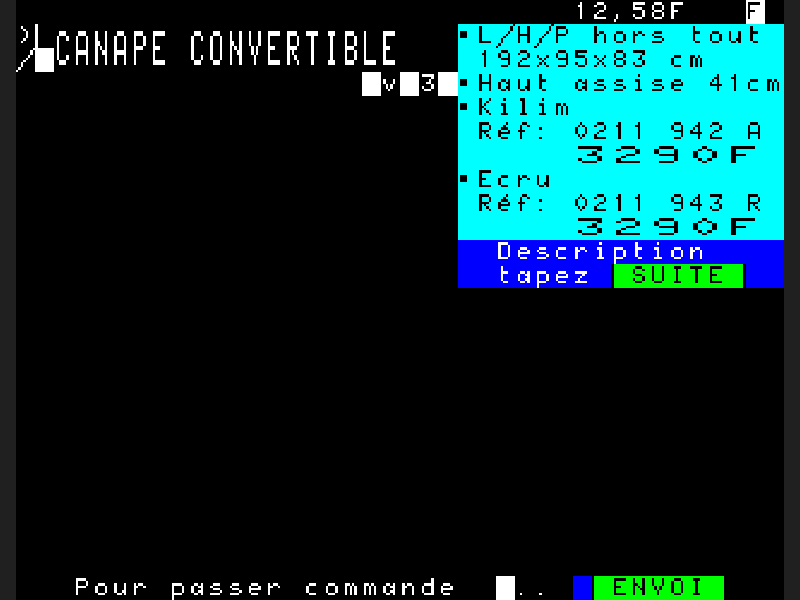 12,58F F
CANAPE CONVERTIBLE
v 3
▪L/H/P hors tout
192x95x83 cm
▪Haut assise 41cm
▪Kilim
Réf: 0211 942 A
3290F
▪Ecru
Réf: 0211 943 R
3290F
Description
tapez SUITE
Pour passer commande .. ENVOI